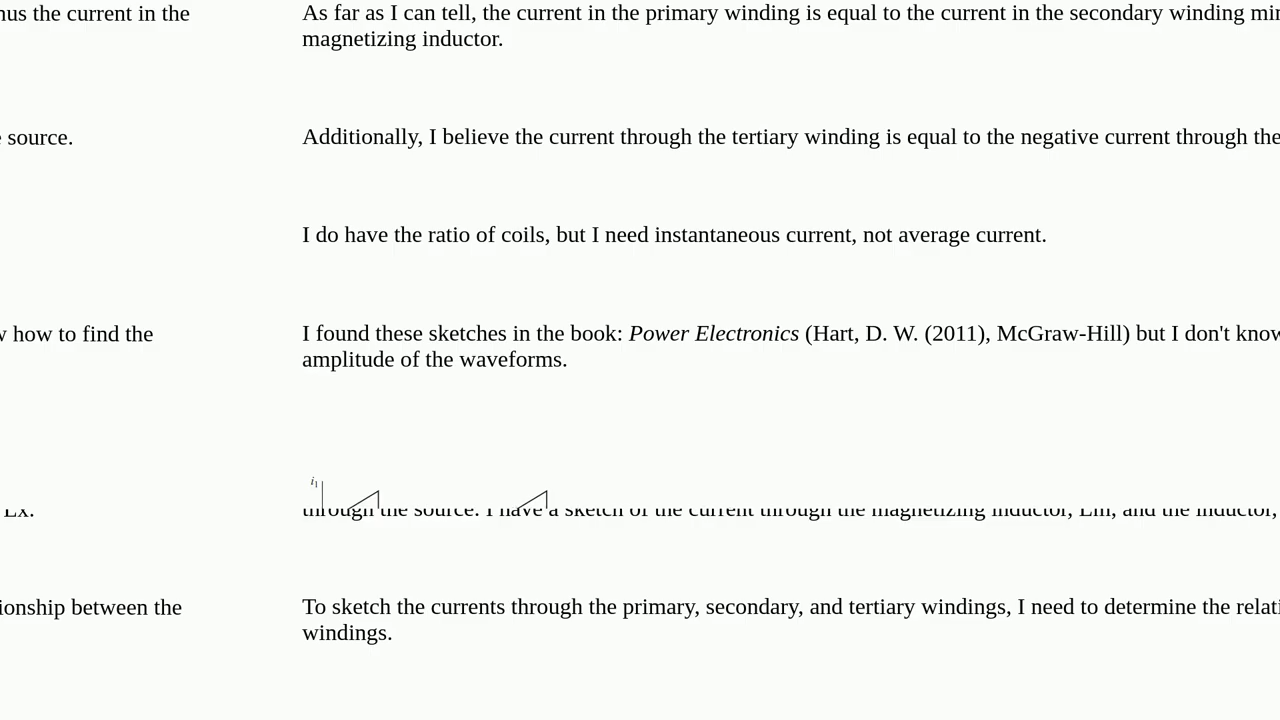 nus the current in the
As far as I can tell, the current in the primary winding is equal to the current in the secondary winding
magnetizing inductor.
source.
Additionally, I believe the current through the tertiary winding is equal to the negative current through the
I do have the ratio of coils, but I need instantaneous current, not average current.
w how to find the
I found these sketches in the book: Power Electronics (Hart, D. W. (2011), McGraw-Hill) but I don't know
amplitude of the waveforms.
i1
Lx.
through the source. I have a sketch of the current through the magnetizing inductor, Lm, and the inductor,
ionship between the
To sketch the currents through the primary, secondary, and tertiary windings, I need to determine the relati
windings.